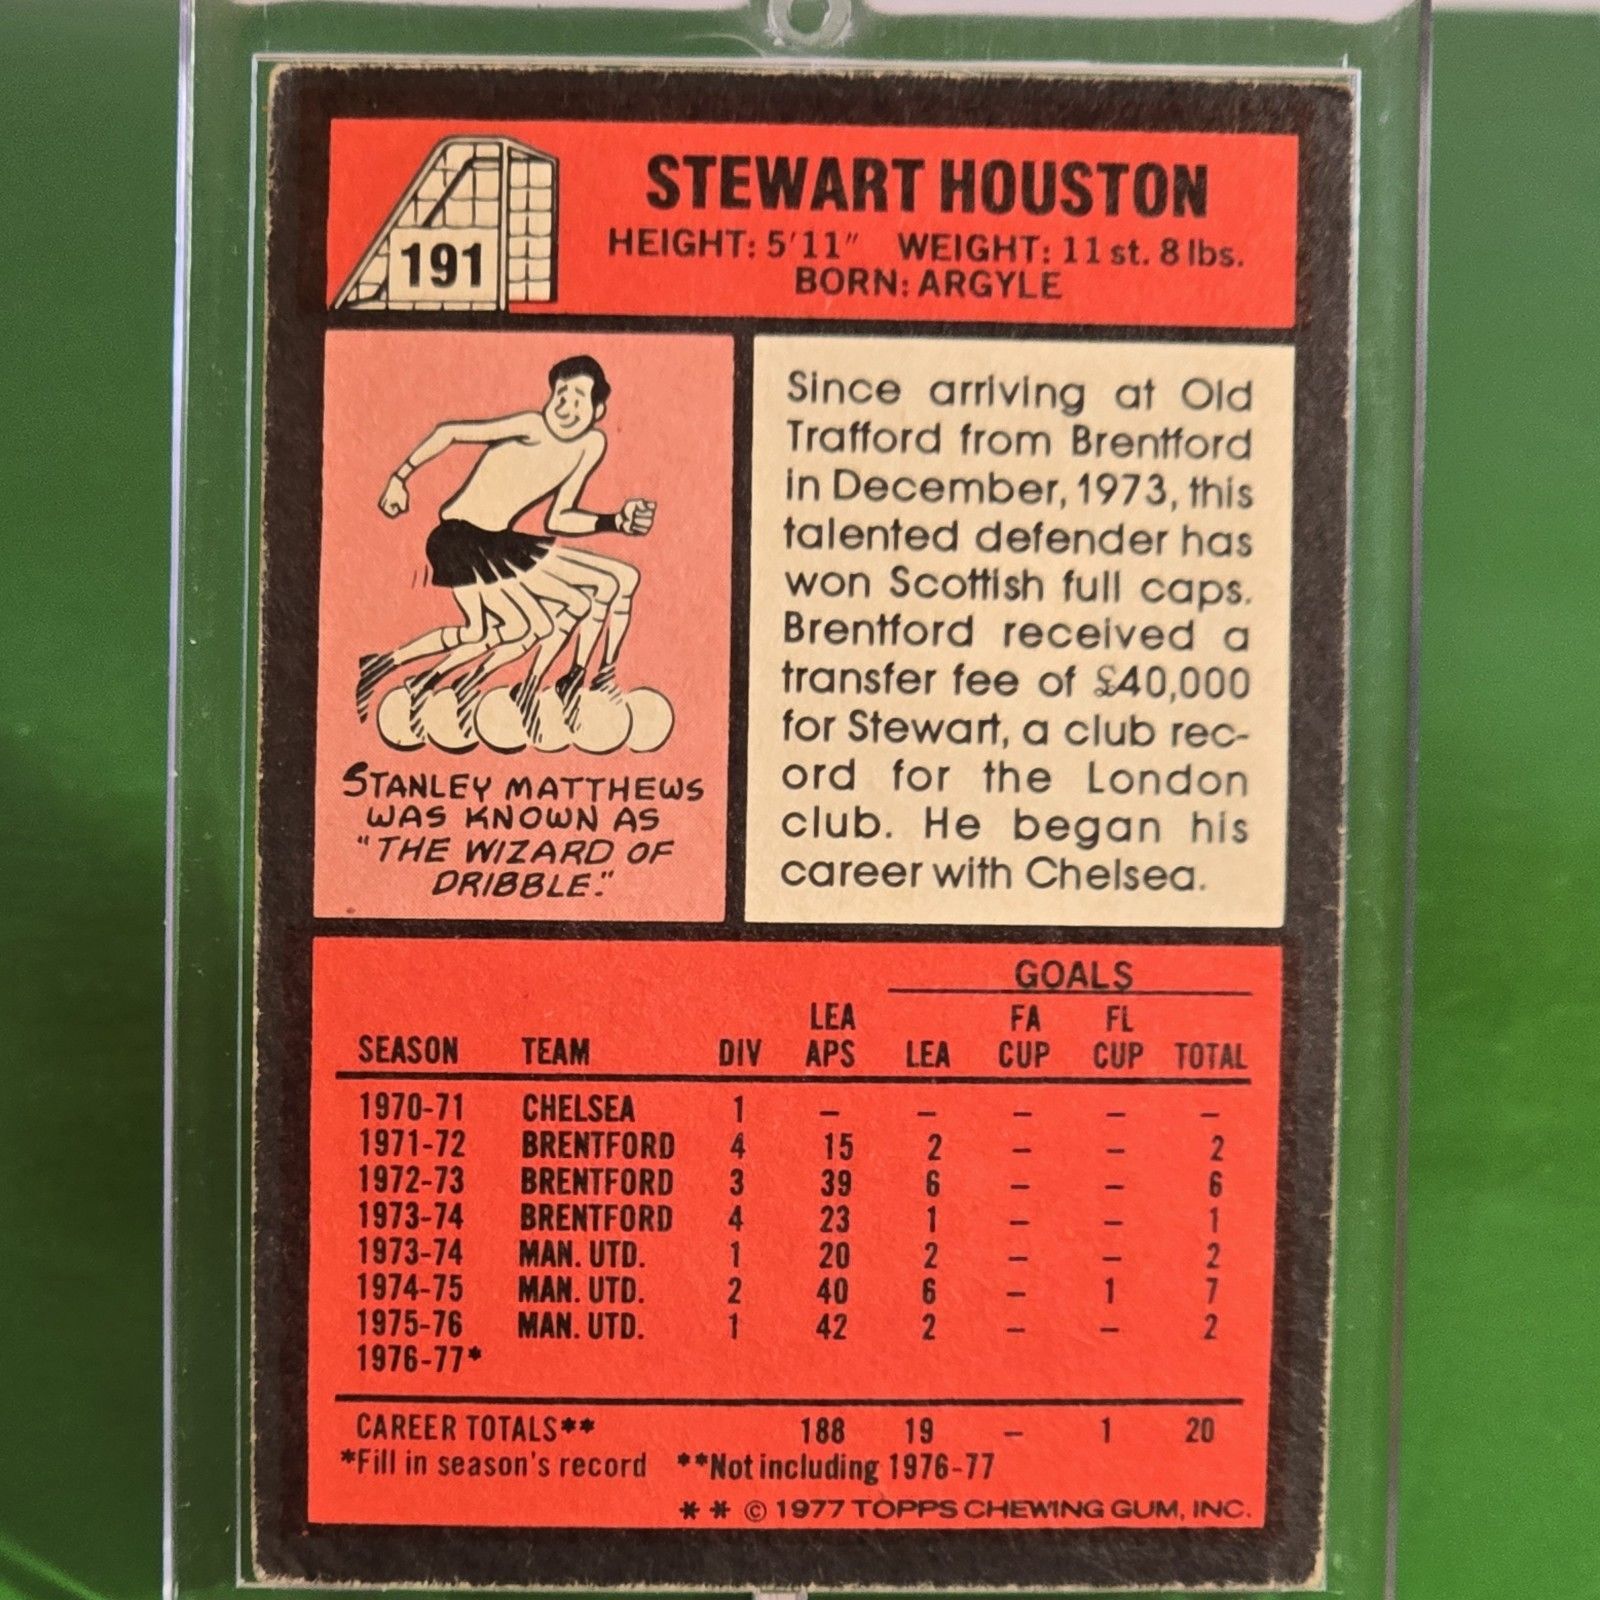 STEWART HOUSTON
191
HEIGHT: 5'11" WEIGHT: 11 st. 8 lbs.
BORN: ARGYLE
STANLEY MATTHEWS
WAS KNOWN AS
"THE WIZARD OF
DRIBBLE."
Since arriving at Old
Trafford from Brentford
in December, 1973, this
talented defender has
won Scottish full caps.
Brentford received a
transfer fee of £40,000
for Stewart, a club rec-
ord for the London
club. He began his
career with Chelsea.
GOALS
LEA FA FL
SEASON TEAM DIV APS LEA CUP CUP TOTAL
1970-71 CHELSEA 1 – – – – –
1971-72 BRENTFORD 4 15 2 – – 2
1972-73 BRENTFORD 3 39 6 – – 6
1973-74 BRENTFORD 4 23 1 – – 1
1973-74 MAN. UTD. 1 20 2 – – 2
1974-75 MAN. UTD. 2 40 6 – 1 7
1975-76 MAN. UTD. 1 42 2 – – 2
1976-77*
CAREER TOTALS** 188 19 – 1 20
*Fill in season's record **Not including 1976-77
* * © 1977 TOPPS CHEWING GUM, INC.